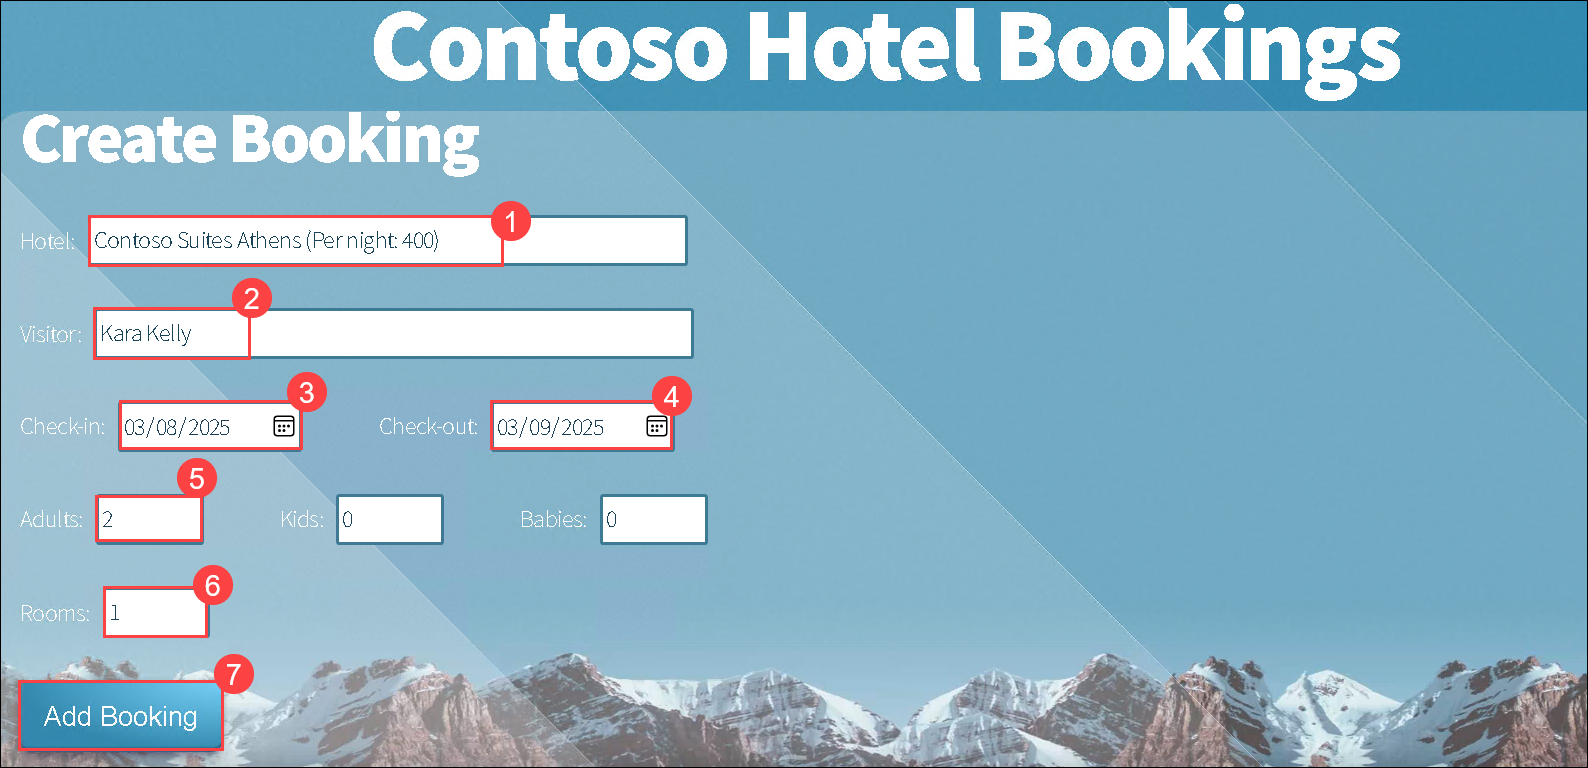 Contoso Hotel Bookings
Create Booking
1
Hotel: Contoso Suites Athens (Per night: 400)
2
Visitor: Kara Kelly
3 4
Check-in: 03/08/2025 Check-out: 03/09/2025
5
Adults: 2 Kids: 0 Babies: 0
6
Rooms: 1
7
Add Booking